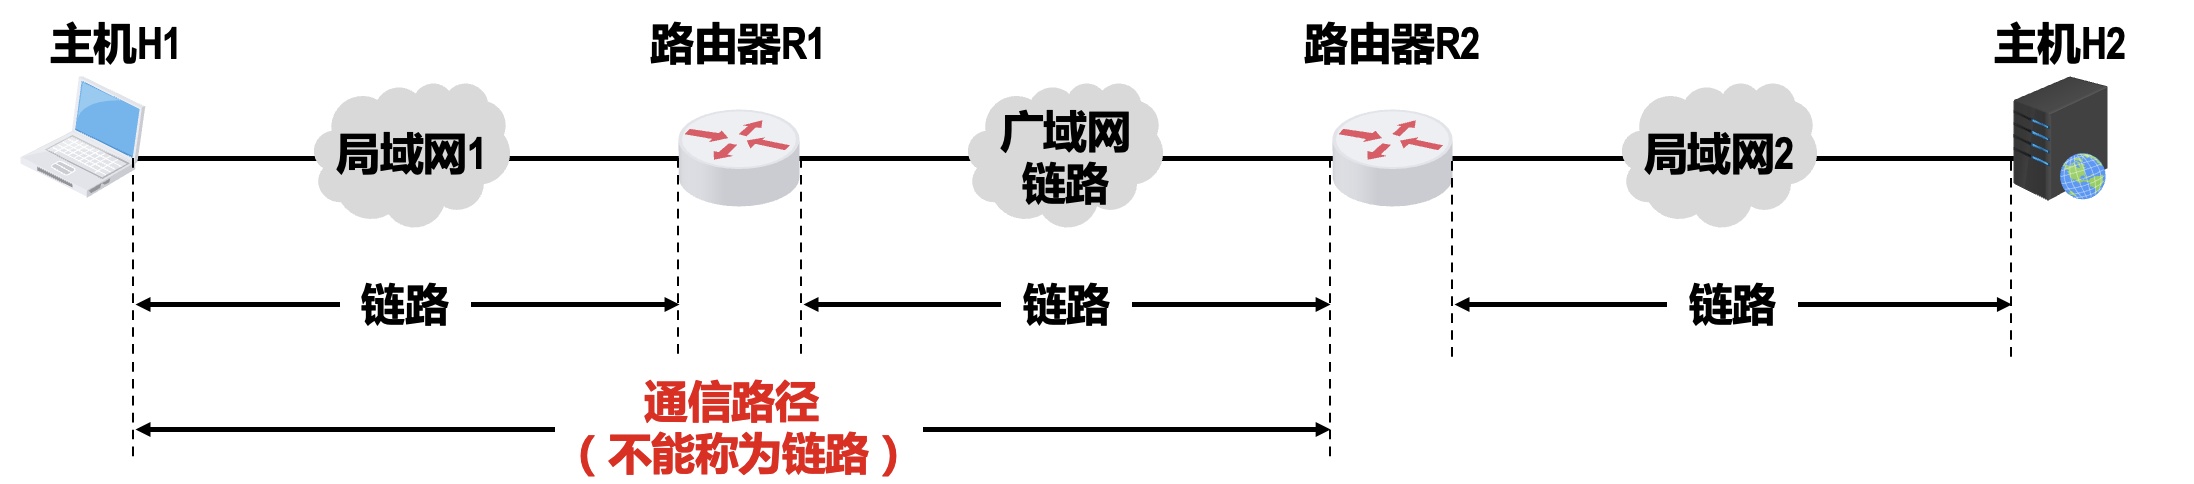 主机H1
路由器R1
路由器R2
主机H2
局域网1
广域网
链路
局域网2
链路
链路
链路
通信路径
（不能称为链路）